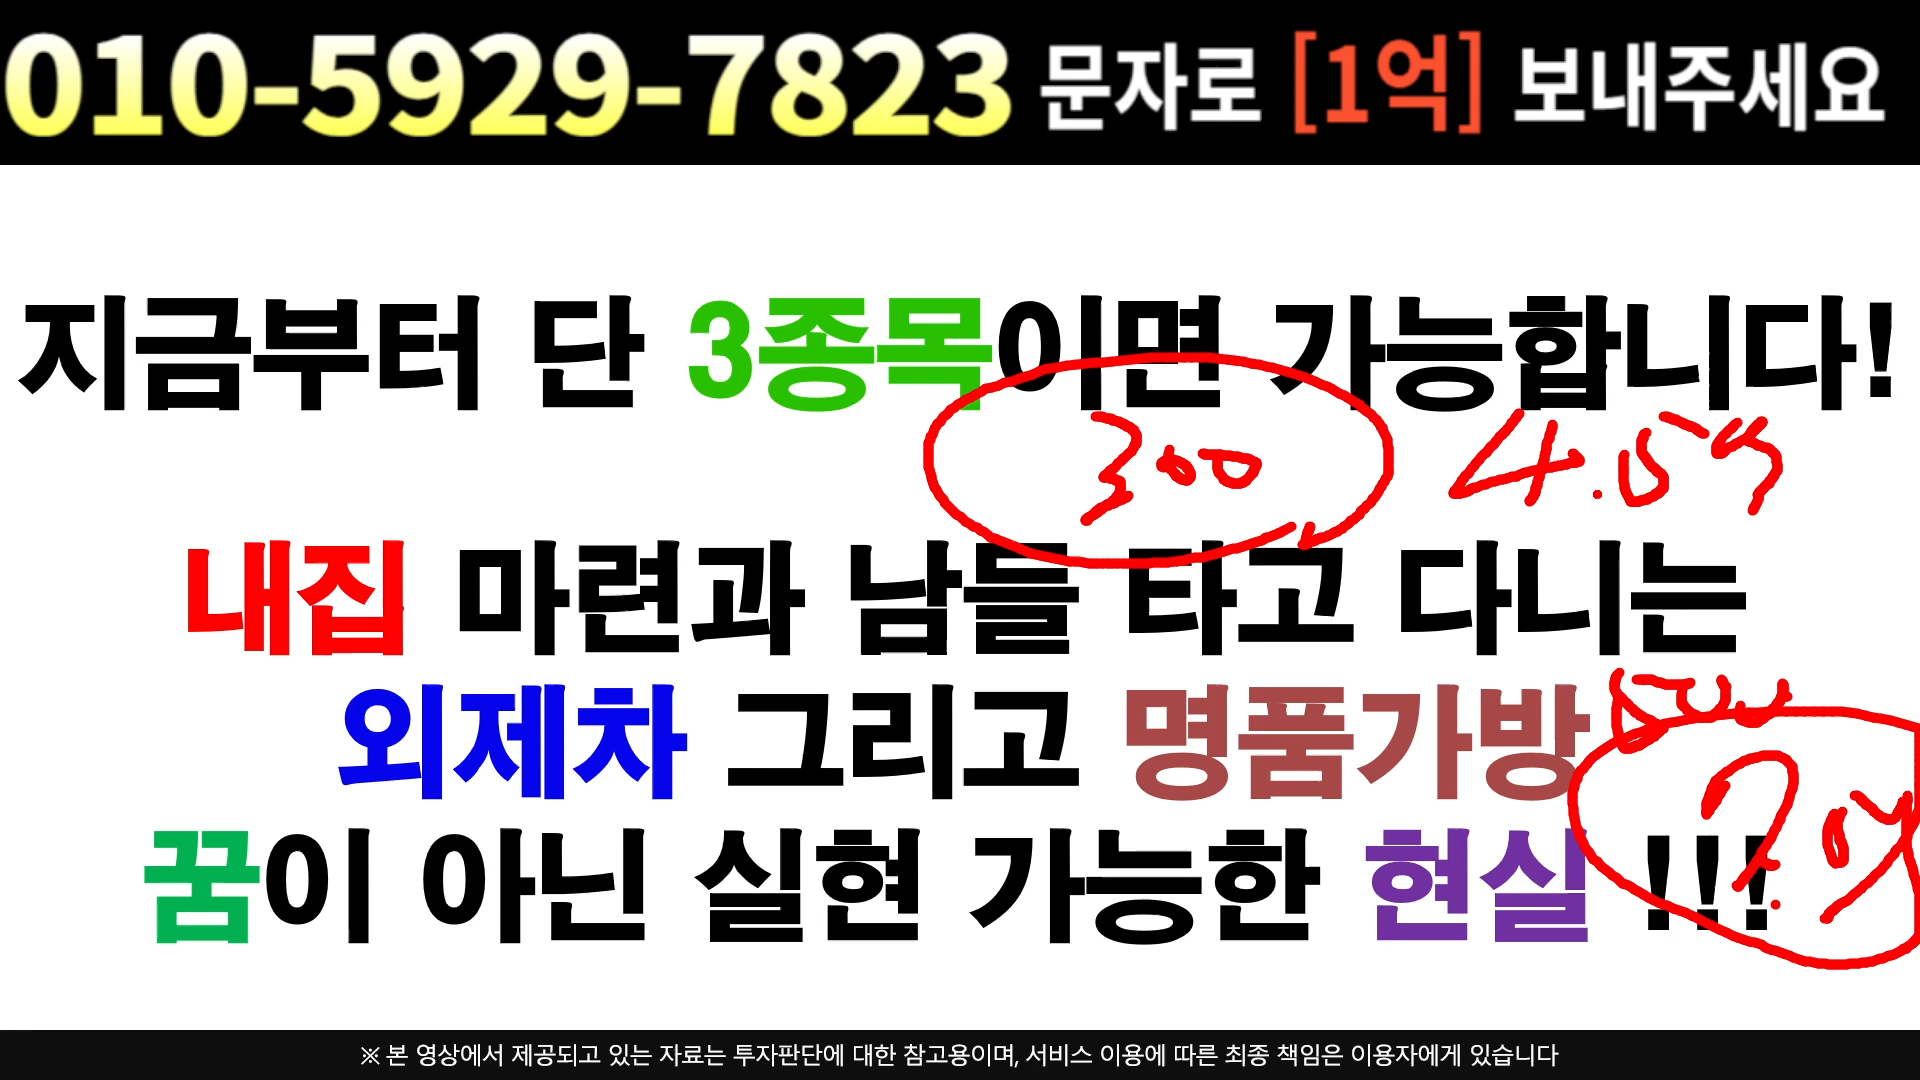 010-5929-7823 문자로 [1억] 보내주세요
지금부터 단 3종목이면 가능합니다!
300
4.5억
내집 마련과 남들 타고 다니는
외제차 그리고 명품가방
500
꿈이 아닌 실현 가능한 현실 !!!
※ 본 영상에서 제공되고 있는 자료는 투자판단에 대한 참고용이며, 서비스 이용에 따른 최종 책임은 이용자에게 있습니다